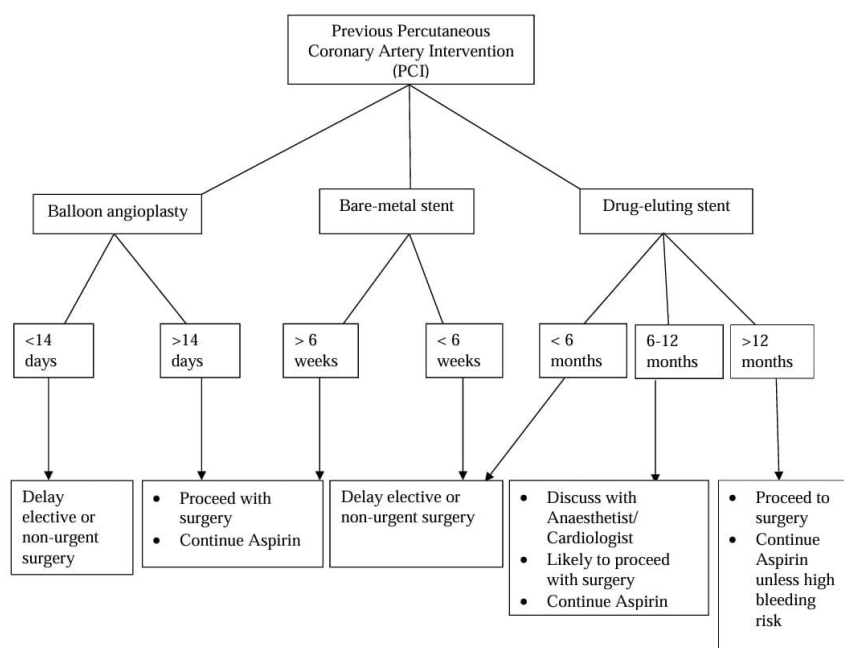 Previous Percutaneous
Coronary Artery Intervention
(PCI)
Balloon angioplasty
Bare-metal stent
Drug-eluting stent
<14
days
>14
days
> 6
weeks
< 6
weeks
< 6
months
6-12
months
>12
months
Delay
elective or
non-urgent
surgery
• Proceed with
surgery
• Continue Aspirin
Delay elective or
non-urgent surgery
• Discuss with
Anaesthetist/
Cardiologist
• Likely to proceed
with surgery
• Continue Aspirin
• Proceed to
surgery
• Continue
Aspirin
unless high
bleeding
risk